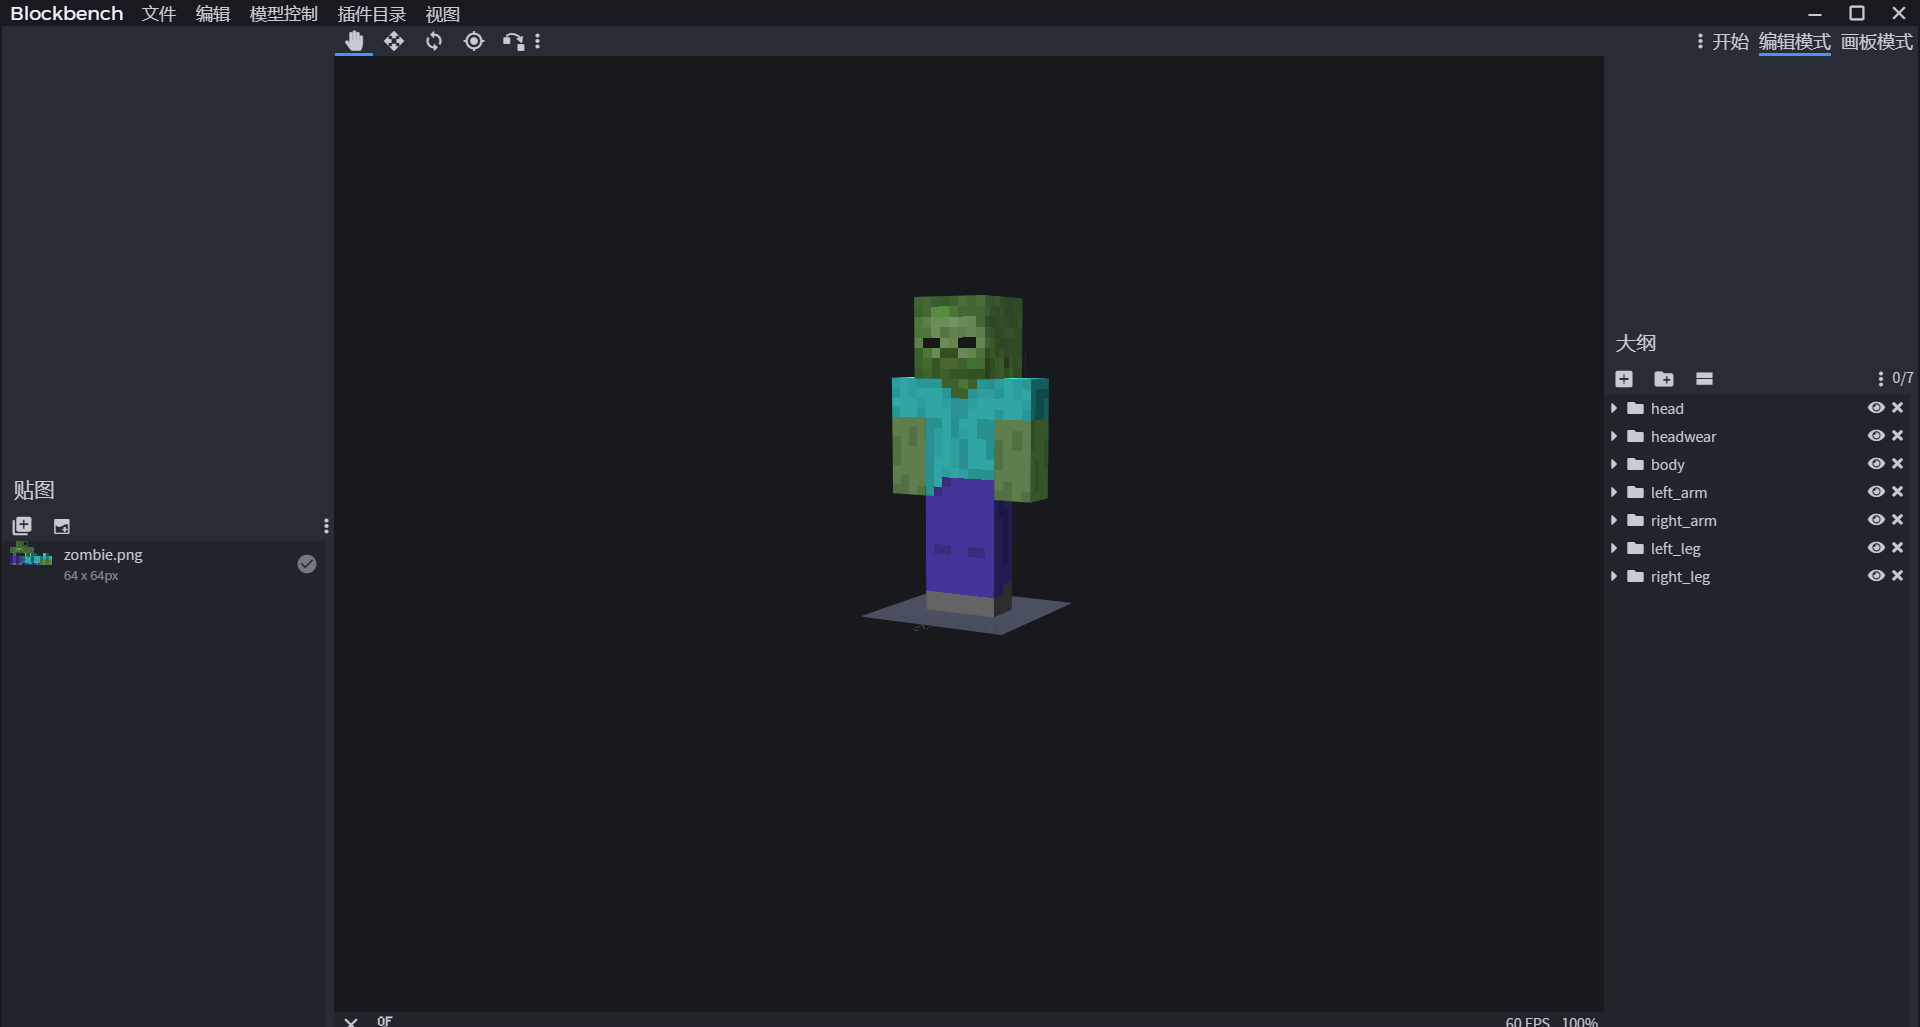 Blockbench 文件 编辑 模型控制 插件目录 视图
开始 编辑模式 画板模式
贴图
zombie.png
64 x 64px
大纲
0/7
head
headwear
body
left_arm
right_arm
left_leg
right_leg
0F
60 FPS 100%